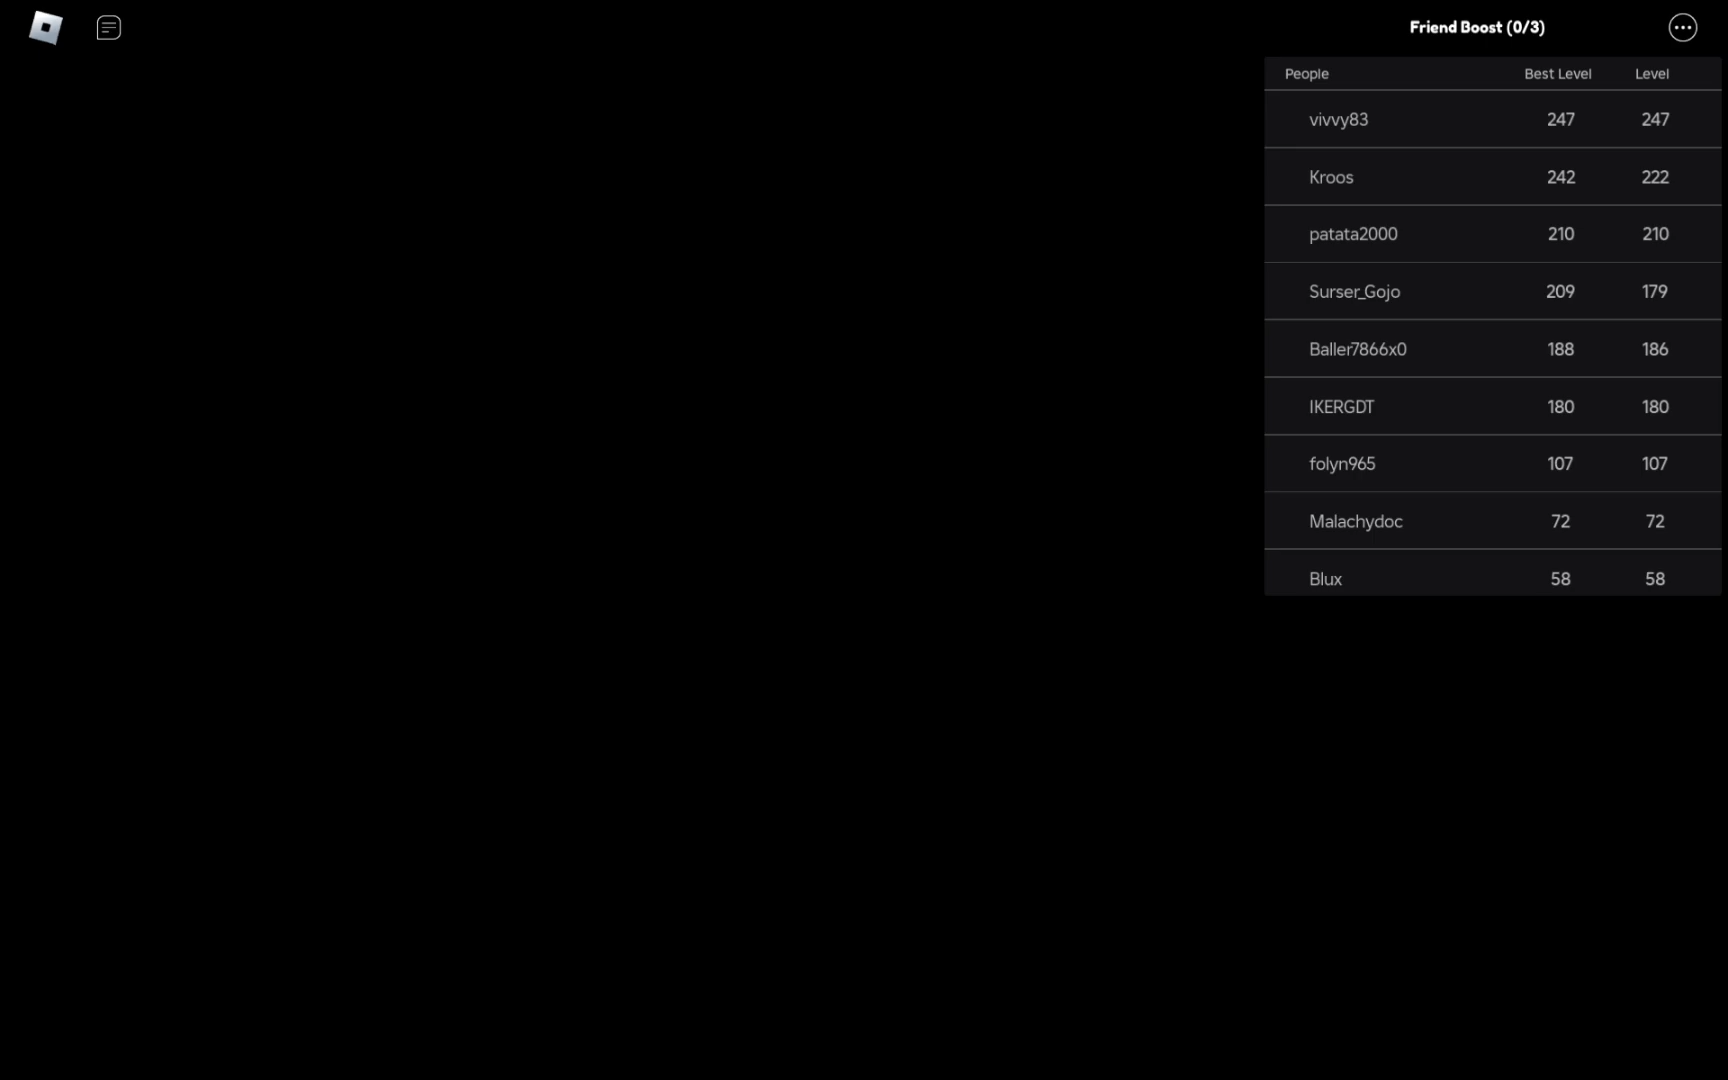 Friend Boost (0/3)
People Best Level Level
vivvy83 247 247
Kroos 242 222
patata2000 210 210
Surser_Gojo 209 179
Baller7866x0 188 186
IKERGDT 180 180
folyn965 107 107
Malachydoc 72 72
Blux 58 58